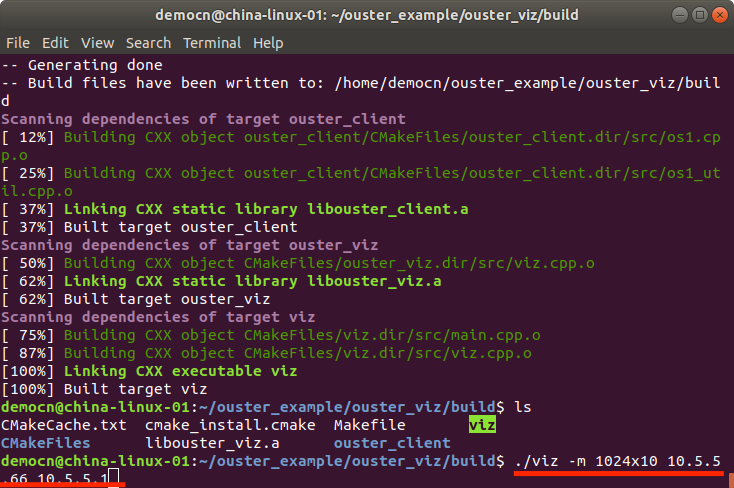 democn@china-linux-01: ~/ouster_example/ouster_viz/build
File Edit View Search Terminal Help
-- Generating done
-- Build files have been written to: /home/democn/ouster_example/ouster_viz/buil
d
Scanning dependencies of target ouster_client
[ 12%] Building CXX object ouster_client/CMakeFiles/ouster_client.dir/src/os1.cp
p.o
[ 25%] Building CXX object ouster_client/CMakeFiles/ouster_client.dir/src/os1_ut
il.cpp.o
[ 37%] Linking CXX static library libouster_client.a
[ 37%] Built target ouster_client
Scanning dependencies of target ouster_viz
[ 50%] Building CXX object CMakeFiles/ouster_viz.dir/src/viz.cpp.o
[ 62%] Linking CXX static library libouster_viz.a
[ 62%] Built target ouster_viz
Scanning dependencies of target viz
[ 75%] Building CXX object CMakeFiles/viz.dir/src/main.cpp.o
[ 87%] Building CXX object CMakeFiles/viz.dir/src/viz.cpp.o
[100%] Linking CXX executable viz
[100%] Built target viz
democn@china-linux-01:~/ouster_example/ouster_viz/build$ ls
CMakeCache.txt cmake_install.cmake Makefile viz
CMakeFiles libouster_viz.a ouster_client
democn@china-linux-01:~/ouster_example/ouster_viz/build$ ./viz -m 1024x10 10.5.5
.66 10.5.5.1